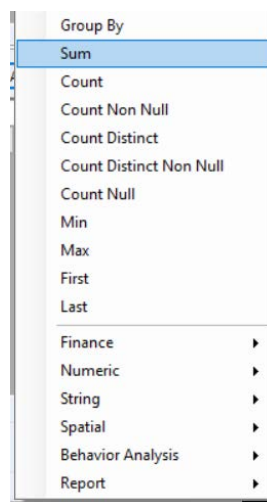 Group By
Sum
Count
Count Non Null
Count Distinct
Count Distinct Non Null
Count Null
Min
Max
First
Last
Finance
Numeric
String
Spatial
Behavior Analysis
Report